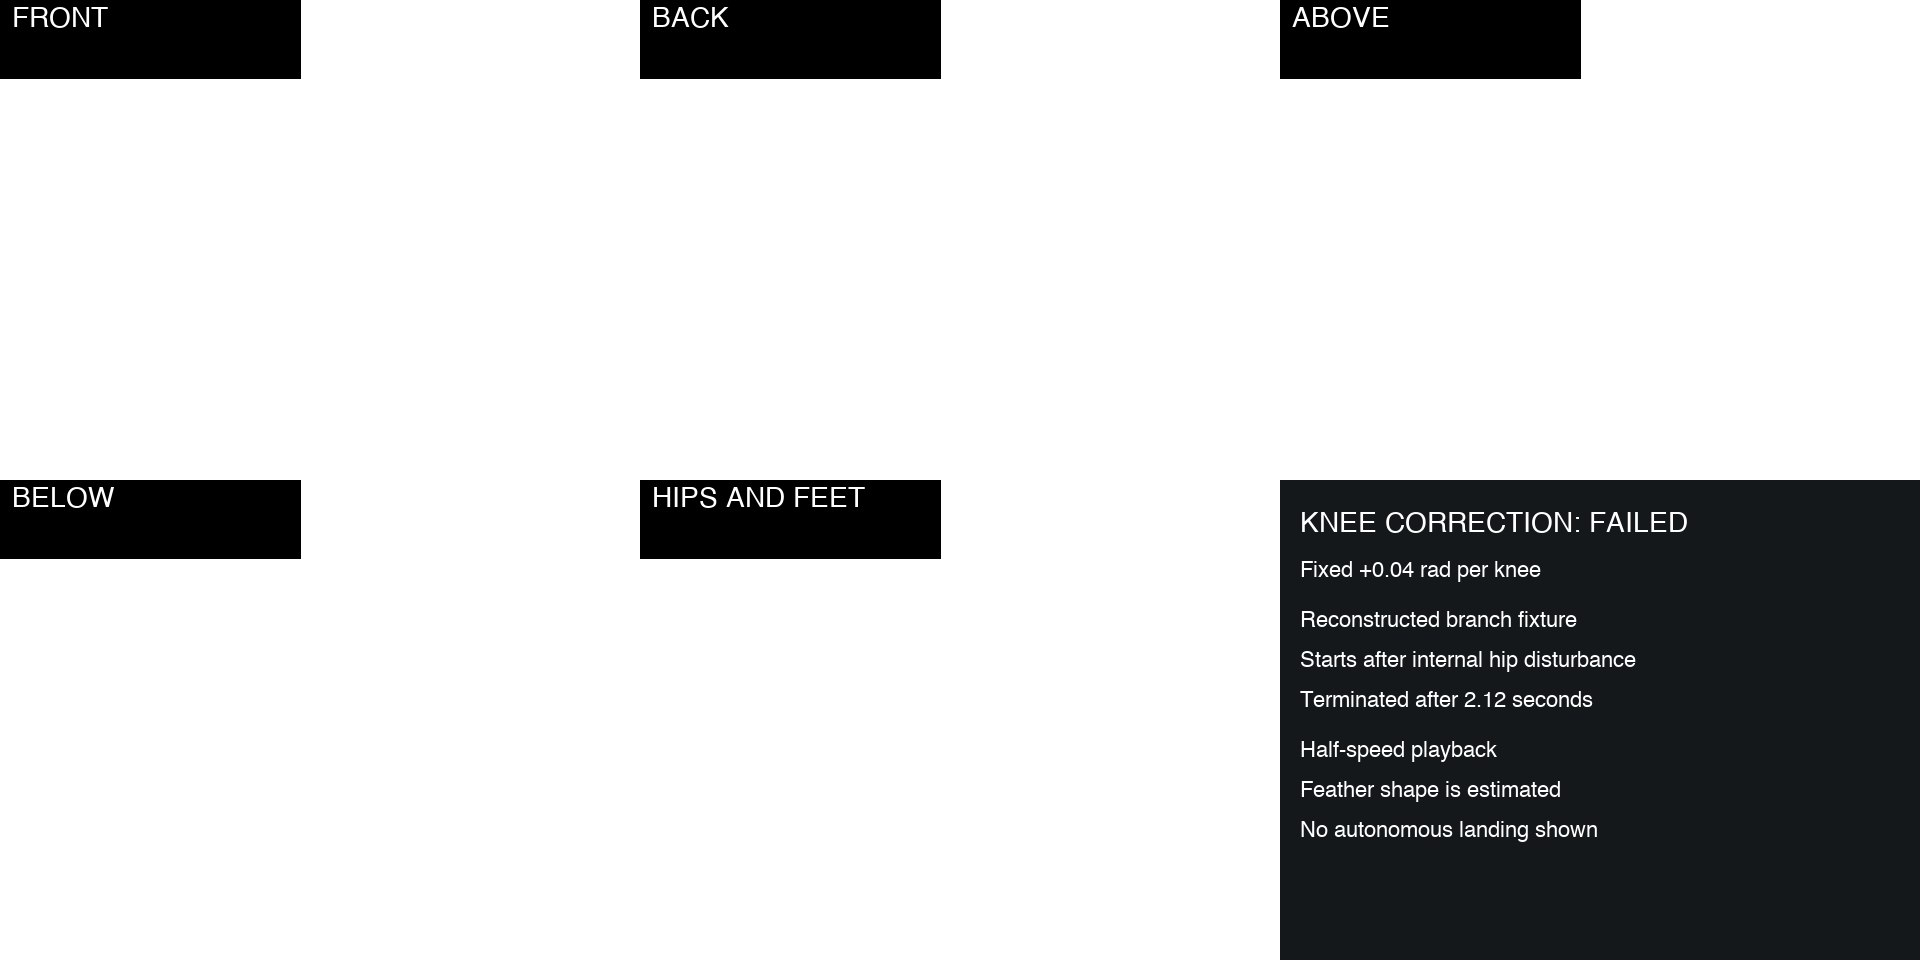 FRONT
BACK
ABOVE
BELOW
HIPS AND FEET
KNEE CORRECTION: FAILED
Fixed +0.04 rad per knee
Reconstructed branch fixture
Starts after internal hip disturbance
Terminated after 2.12 seconds
Half-speed playback
Feather shape is estimated
No autonomous landing shown